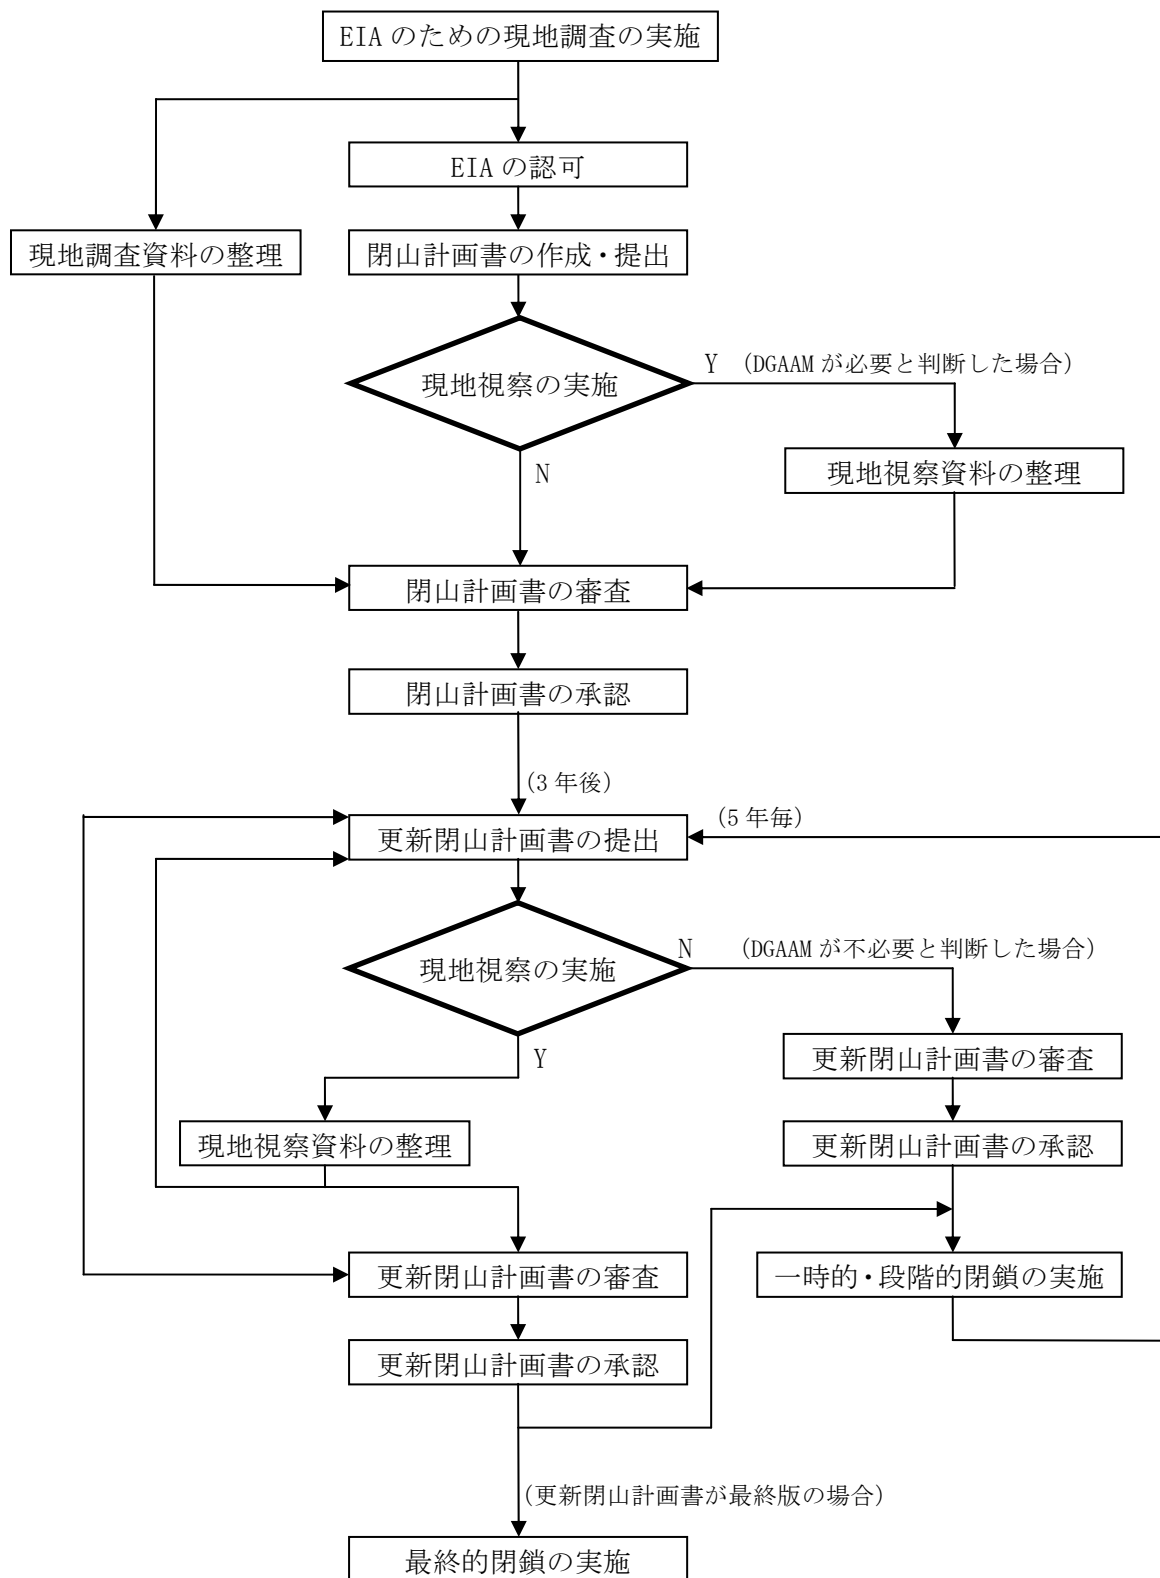 EIA のための現地調査の実施
EIA の認可
現地調査資料の整理
閉山計画書の作成・提出
Y (DGAAM が必要と判断した場合)
現地視察の実施
現地視察資料の整理
N
閉山計画書の審査
閉山計画書の承認
(3 年後)
(5 年毎)
更新閉山計画書の提出
N (DGAAM が不必要と判断した場合)
現地視察の実施
Y
更新閉山計画書の審査
更新閉山計画書の承認
現地視察資料の整理
更新閉山計画書の審査
一時的・段階的閉鎖の実施
更新閉山計画書の承認
(更新閉山計画書が最終版の場合)
最終的閉鎖の実施